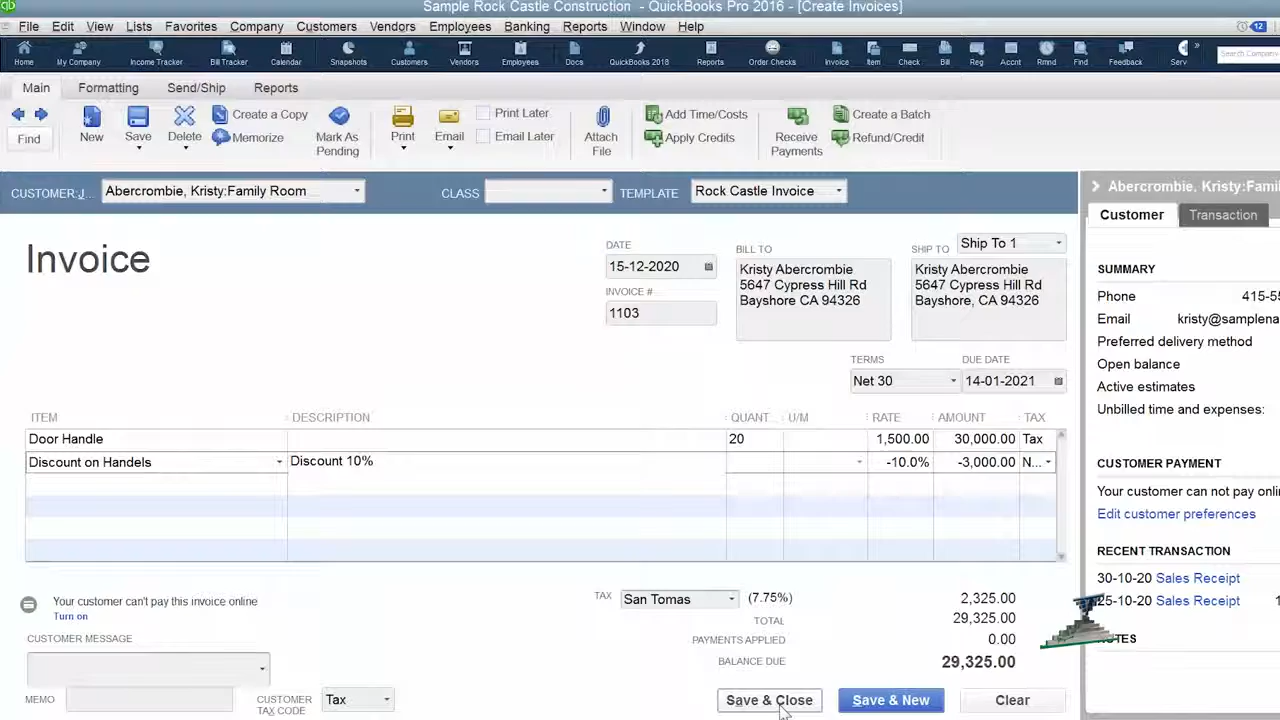 Sample Rock Castle Construction - QuickBooks Pro 2016 - [Create Invoices]
File Edit View Lists Favorites Company Customers Vendors Employees Banking Reports Window Help 12
Home My Company Income Tracker Bill Tracker Calendar Snapshots Customers Vendors Employees Docs QuickBooks 2018 Reports Order Checks Invoice Item Check Bill Reg Accnt Rmnd Find Feedback Serv Search Company
Main Formatting Send/Ship Reports
Find New Save Delete Create a Copy Memorize Mark As Pending Print Email Print Later Email Later Attach File Add Time/Costs Apply Credits Receive Payments Create a Batch Refund/Credit
CUSTOMER:J... Abercrombie, Kristy:Family Room CLASS TEMPLATE Rock Castle Invoice
Invoice
DATE
15-12-2020
INVOICE #
1103
BILL TO
Kristy Abercrombie
5647 Cypress Hill Rd
Bayshore CA 94326
SHIP TO Ship To 1
Kristy Abercrombie
5647 Cypress Hill Rd
Bayshore, CA 94326
TERMS DUE DATE
Net 30 14-01-2021
ITEM DESCRIPTION QUANT... U/M RATE AMOUNT TAX
Door Handle 20 1,500.00 30,000.00 Tax
Discount on Handels Discount 10% -10.0% -3,000.00 N...
Your customer can't pay this invoice online
Turn on
CUSTOMER MESSAGE
MEMO
CUSTOMER TAX CODE Tax
TAX San Tomas (7.75%) 2,325.00
TOTAL 29,325.00
PAYMENTS APPLIED 0.00
BALANCE DUE 29,325.00
Save & Close Save & New Clear
Abercrombie, Kristy:Fami
Customer Transaction
SUMMARY
Phone 415-55
Email kristy@samplena
Preferred delivery method
Open balance
Active estimates
Unbilled time and expenses:
CUSTOMER PAYMENT
Your customer can not pay onli
Edit customer preferences
RECENT TRANSACTION
30-10-20 Sales Receipt
25-10-20 Sales Receipt 1
NOTES